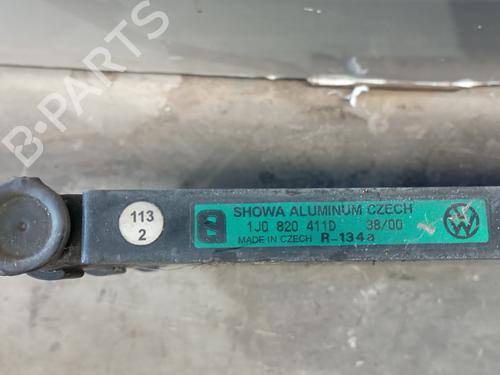 B-PARTS
113
2
SHOWA ALUMINUM CZECH
1J0 820 411D 38/00
MADE IN CZECH R-134a